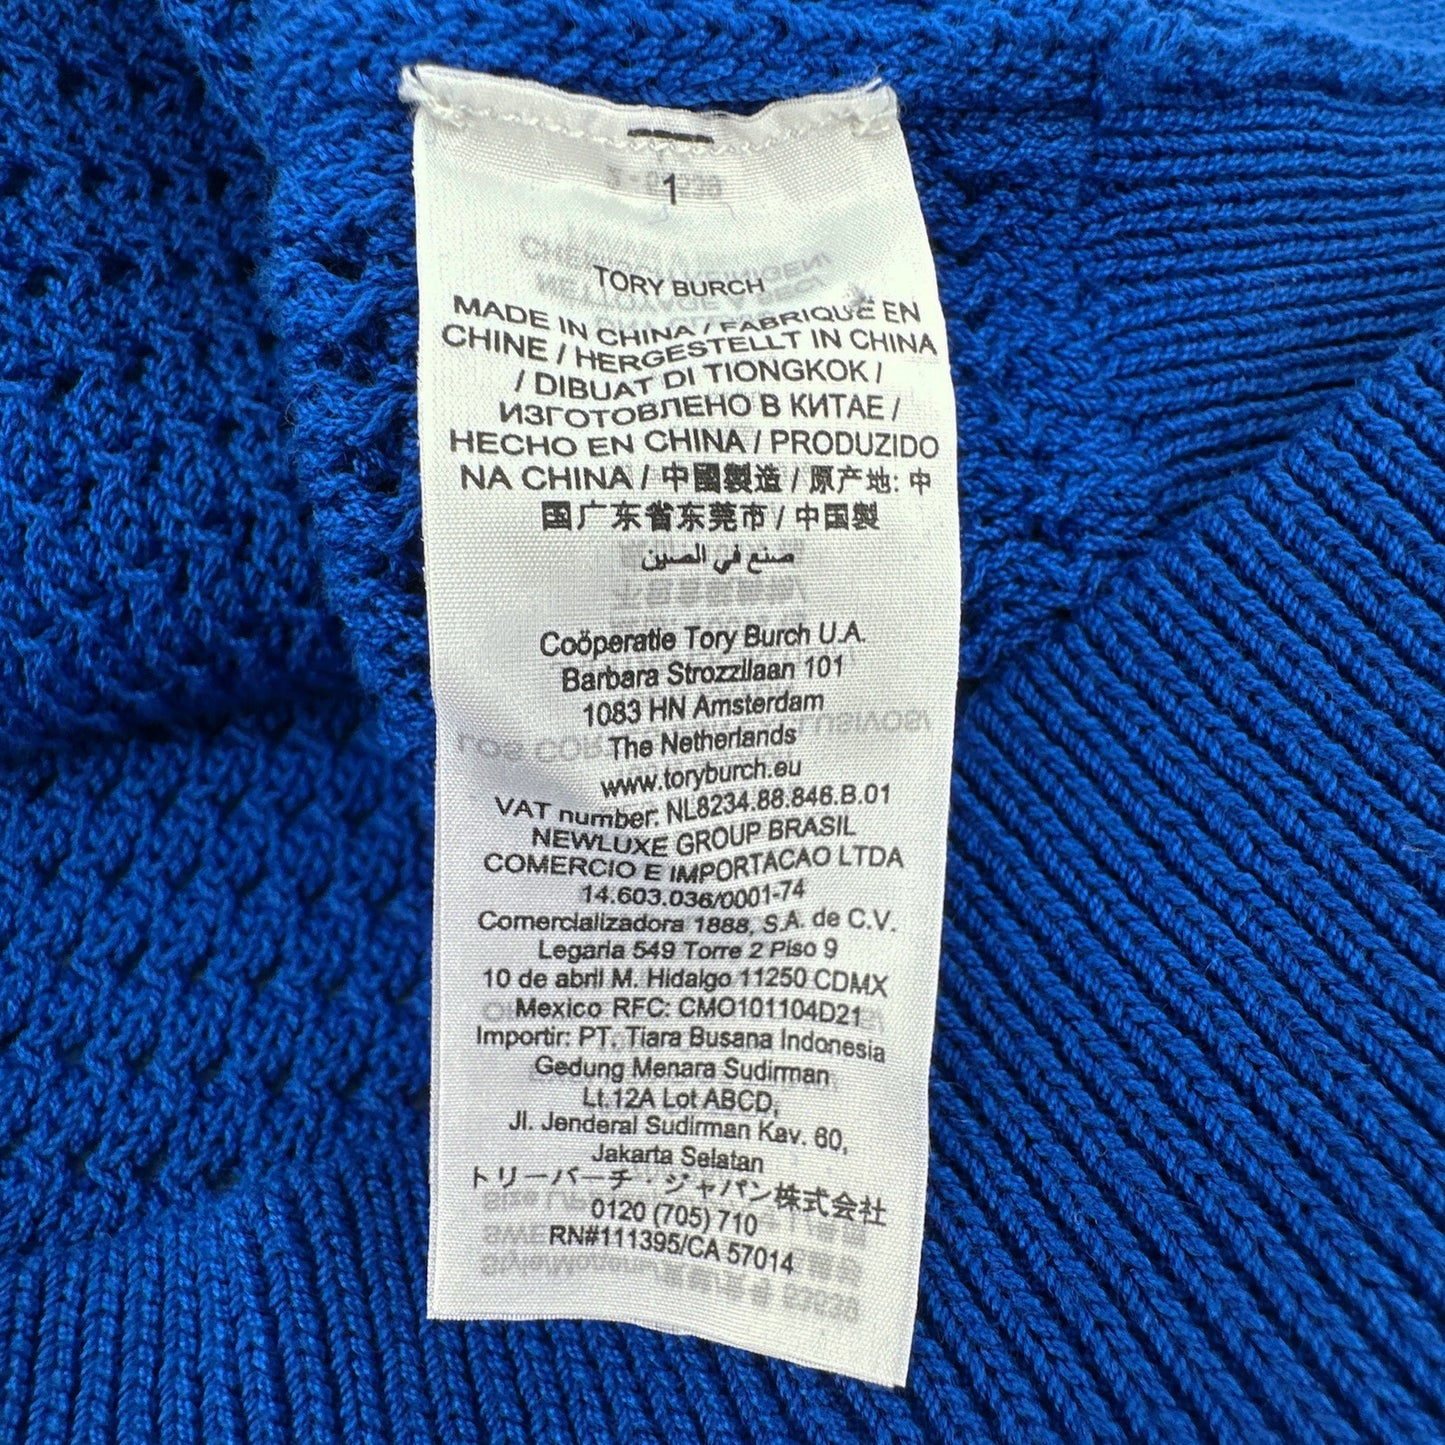 1
TORY BURCH
MADE IN CHINA / FABRIQUÉ EN
CHINE / HERGESTELLT IN CHINA
/ DIBUAT DI TIONGKOK /
ИЗГОТОВЛЕНО В КИТАЕ /
HECHO EN CHINA / PRODUZIDO
NA CHINA / 中國製造 / 原产地: 中
国广东省东莞市 / 中国製
صنع في الصين
Coöperatie Tory Burch U.A.
Barbara Strozzilaan 101
1083 HN Amsterdam
The Netherlands
www.toryburch.eu
VAT number: NL8234.88.846.B.01
NEWLUXE GROUP BRASIL
COMERCIO E IMPORTACAO LTDA
14.603.036/0001-74
Comercializadora 1888, S.A. de C.V.
Legaria 549 Torre 2 Piso 9
10 de abril M. Hidalgo 11250 CDMX
Mexico RFC: CMO101104D21
Importir: PT. Tiara Busana Indonesia
Gedung Menara Sudirman
Lt.12A Lot ABCD,
Jl. Jenderal Sudirman Kav. 60,
Jakarta Selatan
トリーバーチ・ジャパン株式会社
0120 (705) 710
RN#111395/CA 57014